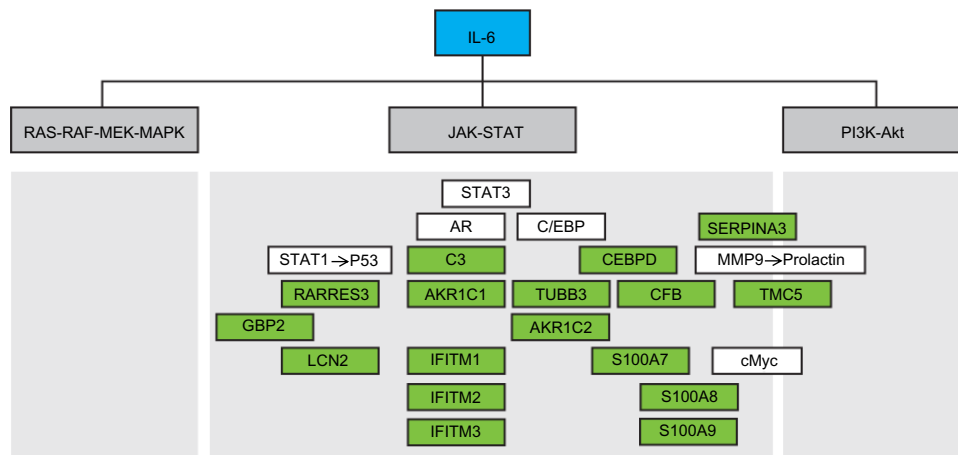 IL-6
RAS-RAF-MEK-MAPK
JAK-STAT
PI3K-Akt
STAT3
AR
C/EBP
SERPINA3
STAT1→P53
C3
CEBPD
MMP9→Prolactin
RARRES3
AKR1C1
TUBB3
CFB
TMC5
GBP2
AKR1C2
LCN2
IFITM1
S100A7
cMyc
IFITM2
S100A8
IFITM3
S100A9